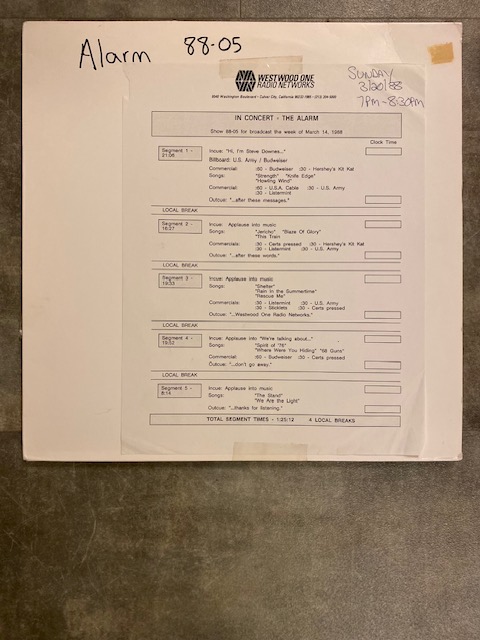 Alarm 88-05
WESTWOOD ONE
RADIO NETWORKS
SUNDAY
3/20/88
7PM-8:30PM
IN CONCERT - THE ALARM
Show 88-05 for broadcast the week of March 14, 1988
Clock Time
Segment 1 -
21:06
Incue: "Hi, I'm Steve Downes..."
Billboard: U.S. Army / Budweiser
Commercial: :60 - Budweiser :30 - Hershey's Kit Kat
Songs: "Strength" "Knife Edge"
"Howling Wind"
Commercial: :60 - U.S.A. Cable :30 - U.S. Army
:30 - Listermint
Outcue: "...after these messages."
LOCAL BREAK
Segment 2 -
16:27
Incue: Applause into music
Songs: "Jericho" "Blaze Of Glory"
"This Train"
Commercials: :30 - Certs pressed :30 - Hershey's Kit Kat
:30 - Listermint :30 - U.S. Army
Outcue: "...after these words."
LOCAL BREAK
Segment 3 -
19:33
Incue: Applause into music
Songs: "Shelter"
"Rain In the Summertime"
"Rescue Me"
Commercials: :30 - Listermint :30 - U.S. Army
:30 - Sticklets :30 - Certs pressed
Outcue: "...Westwood One Radio Networks."
LOCAL BREAK
Segment 4 -
19:52
Incue: Applause into "We're talking about..."
Songs: "Spirit of '76"
"Where Were You Hiding" "68 Guns"
Commercial: :60 - Budweiser :30 - Certs pressed
Outcue: "...don't go away."
LOCAL BREAK
Segment 5 -
8:14
Incue: Applause into music
Songs: "The Stand"
"We Are the Light"
Outcue: "...thanks for listening."
TOTAL SEGMENT TIMES - 1:25:12 4 LOCAL BREAKS